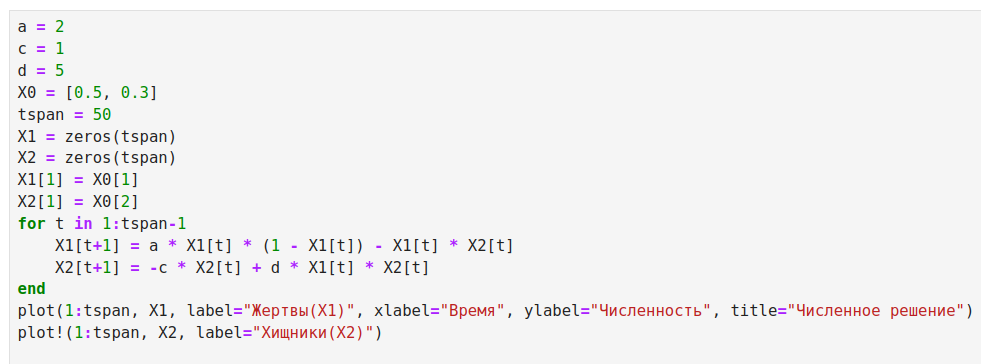 a = 2
c = 1
d = 5
X0 = [0.5, 0.3]
tspan = 50
X1 = zeros(tspan)
X2 = zeros(tspan)
X1[1] = X0[1]
X2[1] = X0[2]
for t in 1:tspan-1
    X1[t+1] = a * X1[t] * (1 - X1[t]) - X1[t] * X2[t]
    X2[t+1] = -c * X2[t] + d * X1[t] * X2[t]
end
plot(1:tspan, X1, label="Жертвы(X1)", xlabel="Время", ylabel="Численность", title="Численное решение")
plot!(1:tspan, X2, label="Хищники(X2)")